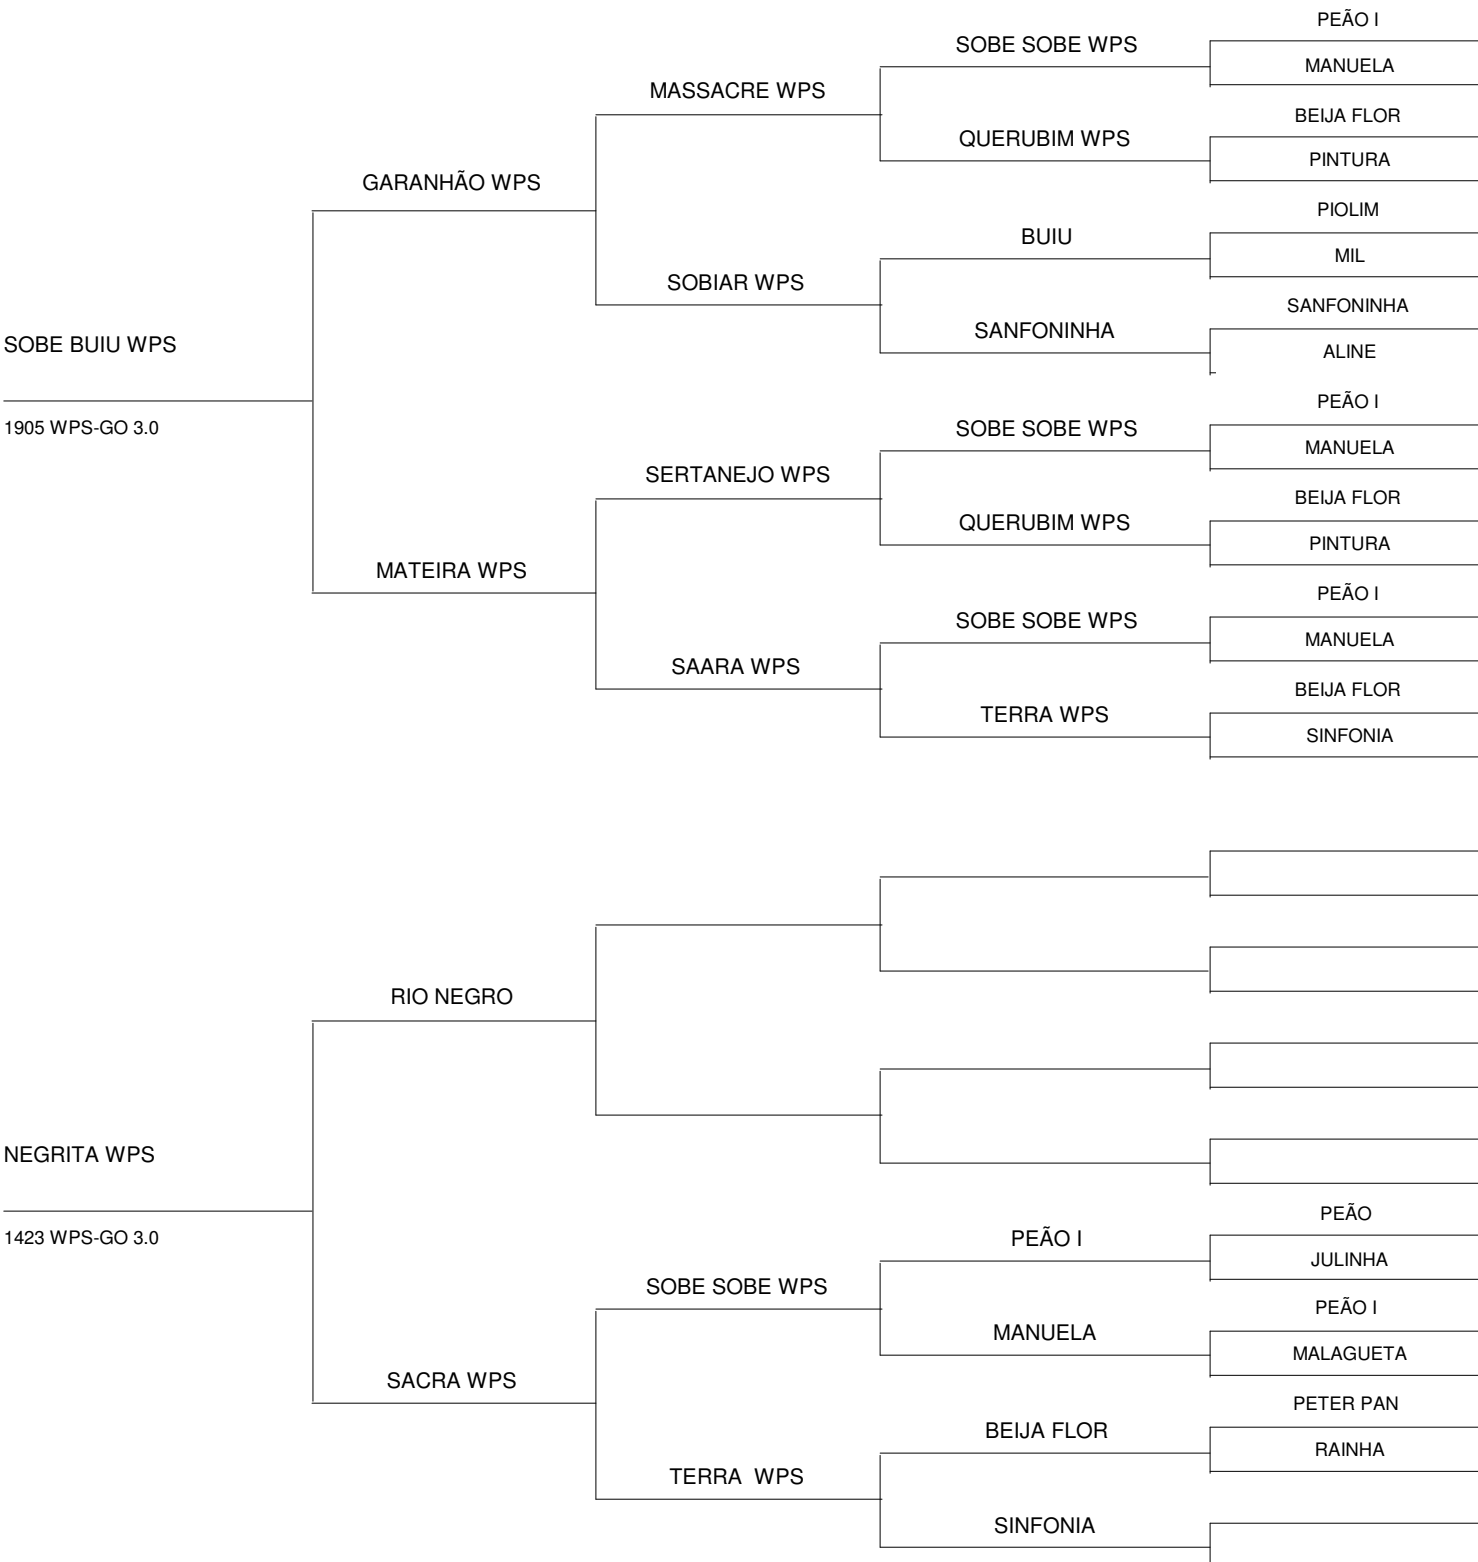 PEÃO I
SOBE SOBE WPS
MANUELA
MASSACRE WPS
BEIJA FLOR
QUERUBIM WPS
PINTURA
GARANHÃO WPS
PIOLIM
BUIU
MIL
SOBIAR WPS
SANFONINHA
SANFONINHA
ALINE
SOBE BUIU WPS
1905 WPS-GO 3.0
PEÃO I
SOBE SOBE WPS
MANUELA
SERTANEJO WPS
BEIJA FLOR
QUERUBIM WPS
PINTURA
MATEIRA WPS
PEÃO I
SOBE SOBE WPS
MANUELA
SAARA WPS
BEIJA FLOR
TERRA WPS
SINFONIA
RIO NEGRO
NEGRITA WPS
1423 WPS-GO 3.0
PEÃO
PEÃO I
JULINHA
SOBE SOBE WPS
PEÃO I
MANUELA
MALAGUETA
SACRA WPS
PETER PAN
BEIJA FLOR
RAINHA
TERRA  WPS
SINFONIA